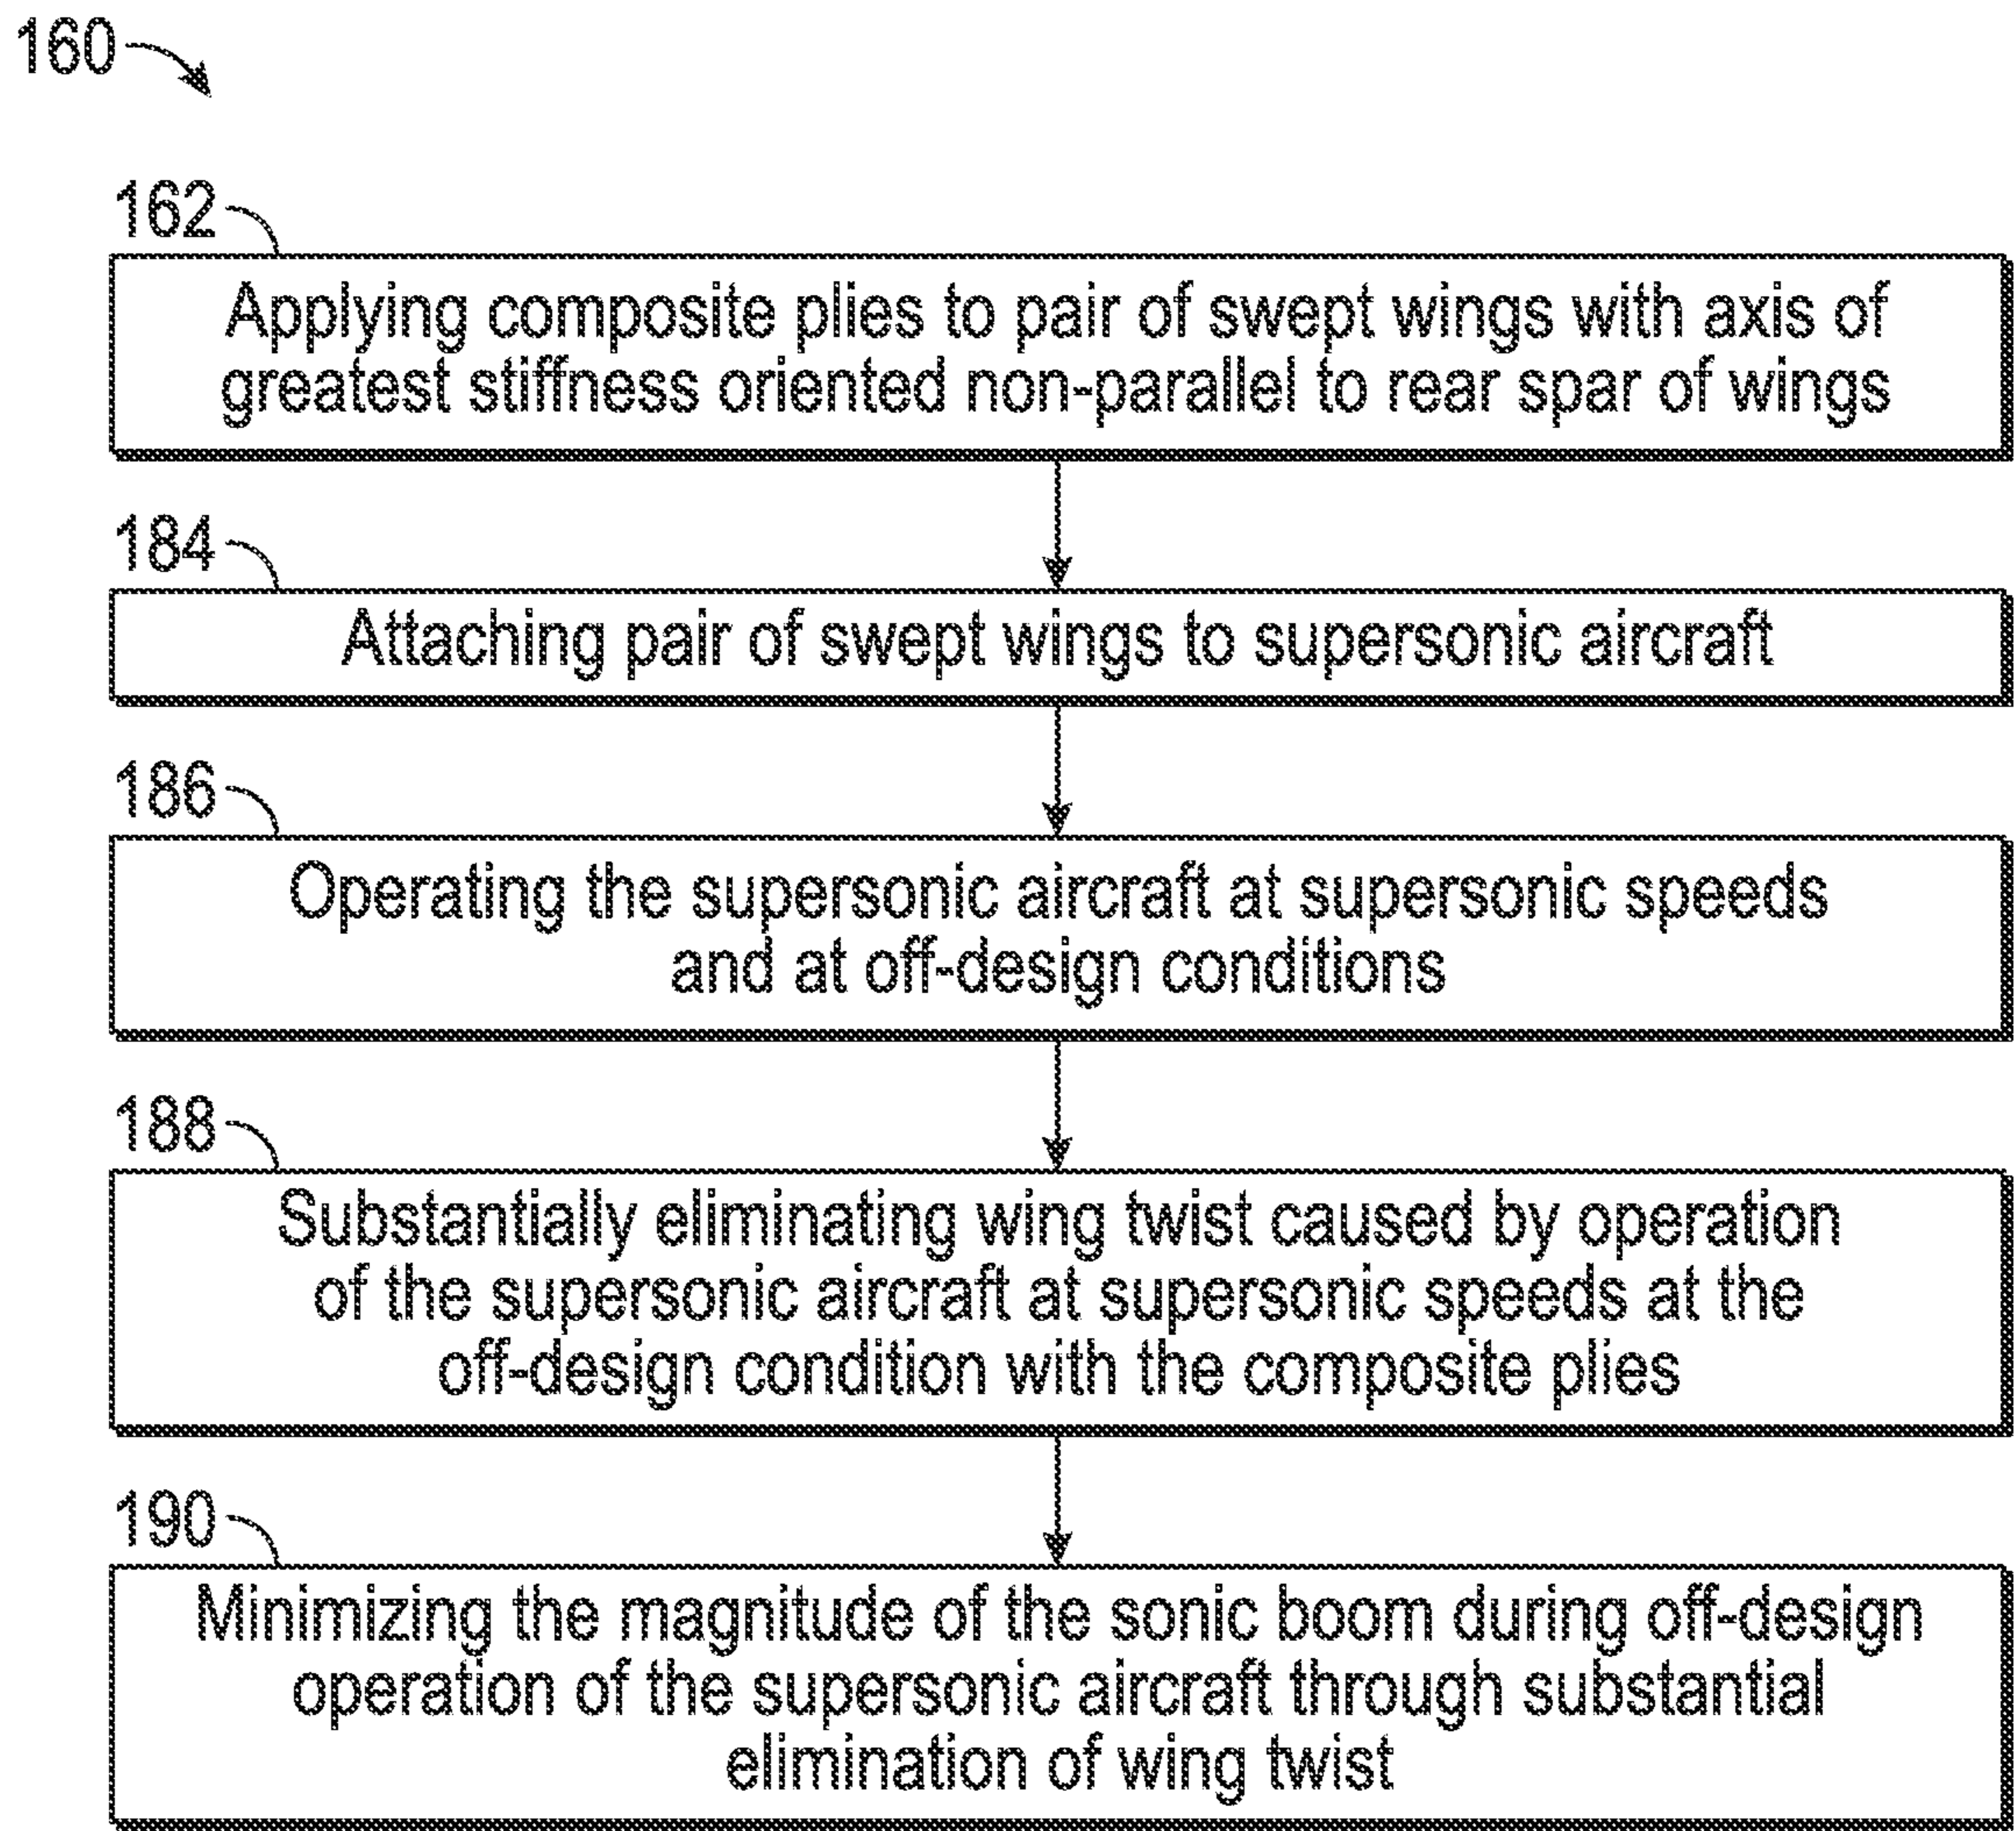 160
162
Applying composite plies to pair of swept wings with axis of
greatest stiffness oriented non-parallel to rear spar of wings
184
Attaching pair of swept wings to supersonic aircraft
186
Operating the supersonic aircraft at supersonic speeds
and at off-design conditions
188
Substantially eliminating wing twist caused by operation
of the supersonic aircraft at supersonic speeds at the
off-design condition with the composite plies
190
Minimizing the magnitude of the sonic boom during off-design
operation of the supersonic aircraft through substantial
elimination of wing twist